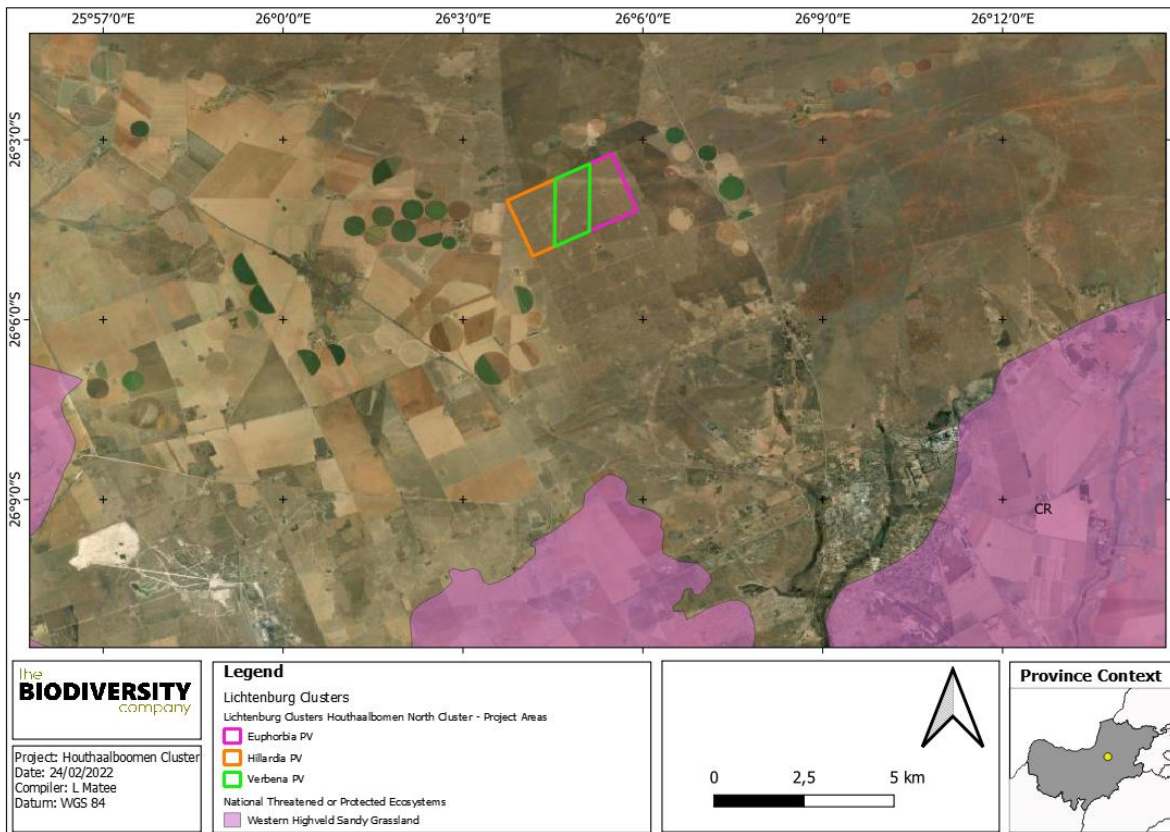 25°57'0"E 26°0'0"E 26°3'0"E 26°6'0"E 26°9'0"E 26°12'0"E
26°3'0"S
26°6'0"S
26°9'0"S
CR
the
BIODIVERSITY
company
Project: Houthaalboomen Cluster
Date: 24/02/2022
Compiler: L Matee
Datum: WGS 84
Legend
Lichtenburg Clusters
Lichtenburg Clusters Houthaalbomen North Cluster - Project Areas
Euphorbia PV
Hillardia PV
Verbena PV
National Threatened or Protected Ecosystems
Western Highveld Sandy Grassland
0 2,5 5 km
Province Context